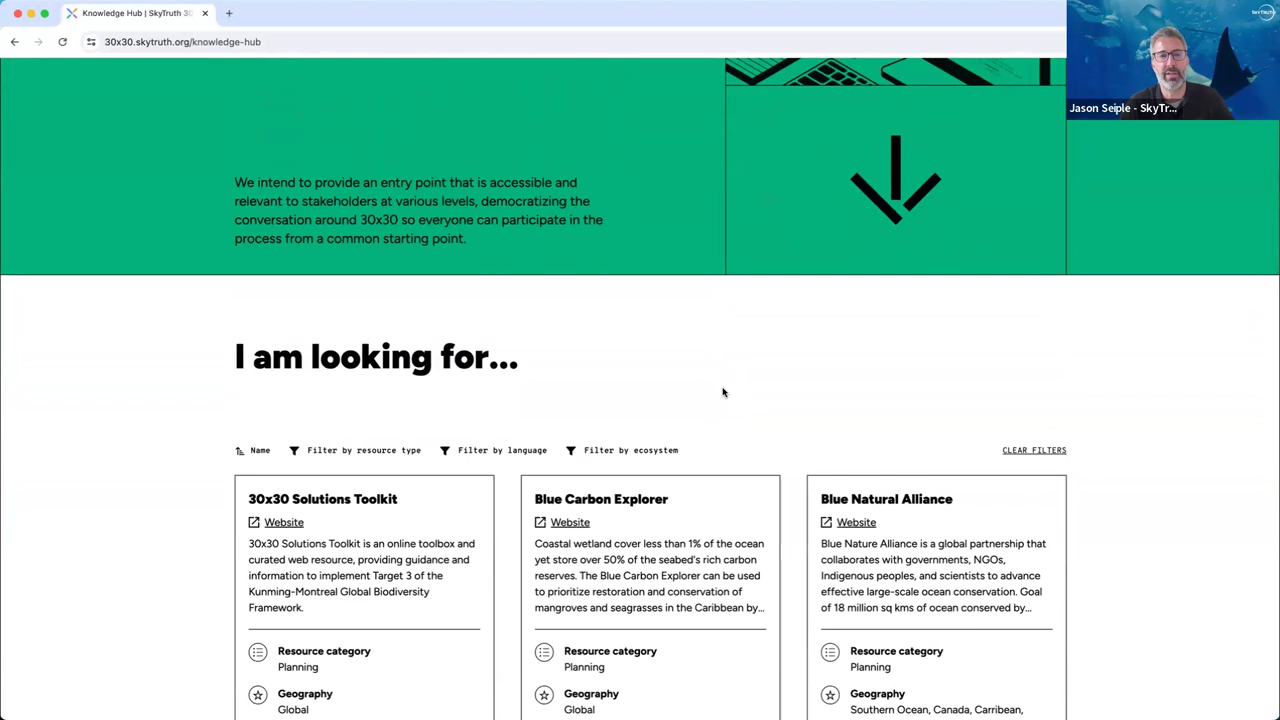 Knowledge Hub | SkyTruth 30
30x30.skytruth.org/knowledge-hub
SKYTRUTH
Jason Seiple - SkyTr...
We intend to provide an entry point that is accessible and
relevant to stakeholders at various levels, democratizing the
conversation around 30x30 so everyone can participate in the
process from a common starting point.
I am looking for...
Name Filter by resource type Filter by language Filter by ecosystem CLEAR FILTERS
30x30 Solutions Toolkit
Website
30x30 Solutions Toolkit is an online toolbox and
curated web resource, providing guidance and
information to implement Target 3 of the
Kunming-Montreal Global Biodiversity
Framework.
Resource category
Planning
Geography
Global
Blue Carbon Explorer
Website
Coastal wetland cover less than 1% of the ocean
yet store over 50% of the seabed's rich carbon
reserves. The Blue Carbon Explorer can be used
to prioritize restoration and conservation of
mangroves and seagrasses in the Caribbean by...
Resource category
Planning
Geography
Global
Blue Natural Alliance
Website
Blue Nature Alliance is a global partnership that
collaborates with governments, NGOs,
Indigenous peoples, and scientists to advance
effective large-scale ocean conservation. Goal
of 18 million sq kms of ocean conserved by...
Resource category
Planning
Geography
Southern Ocean, Canada, Carribean,